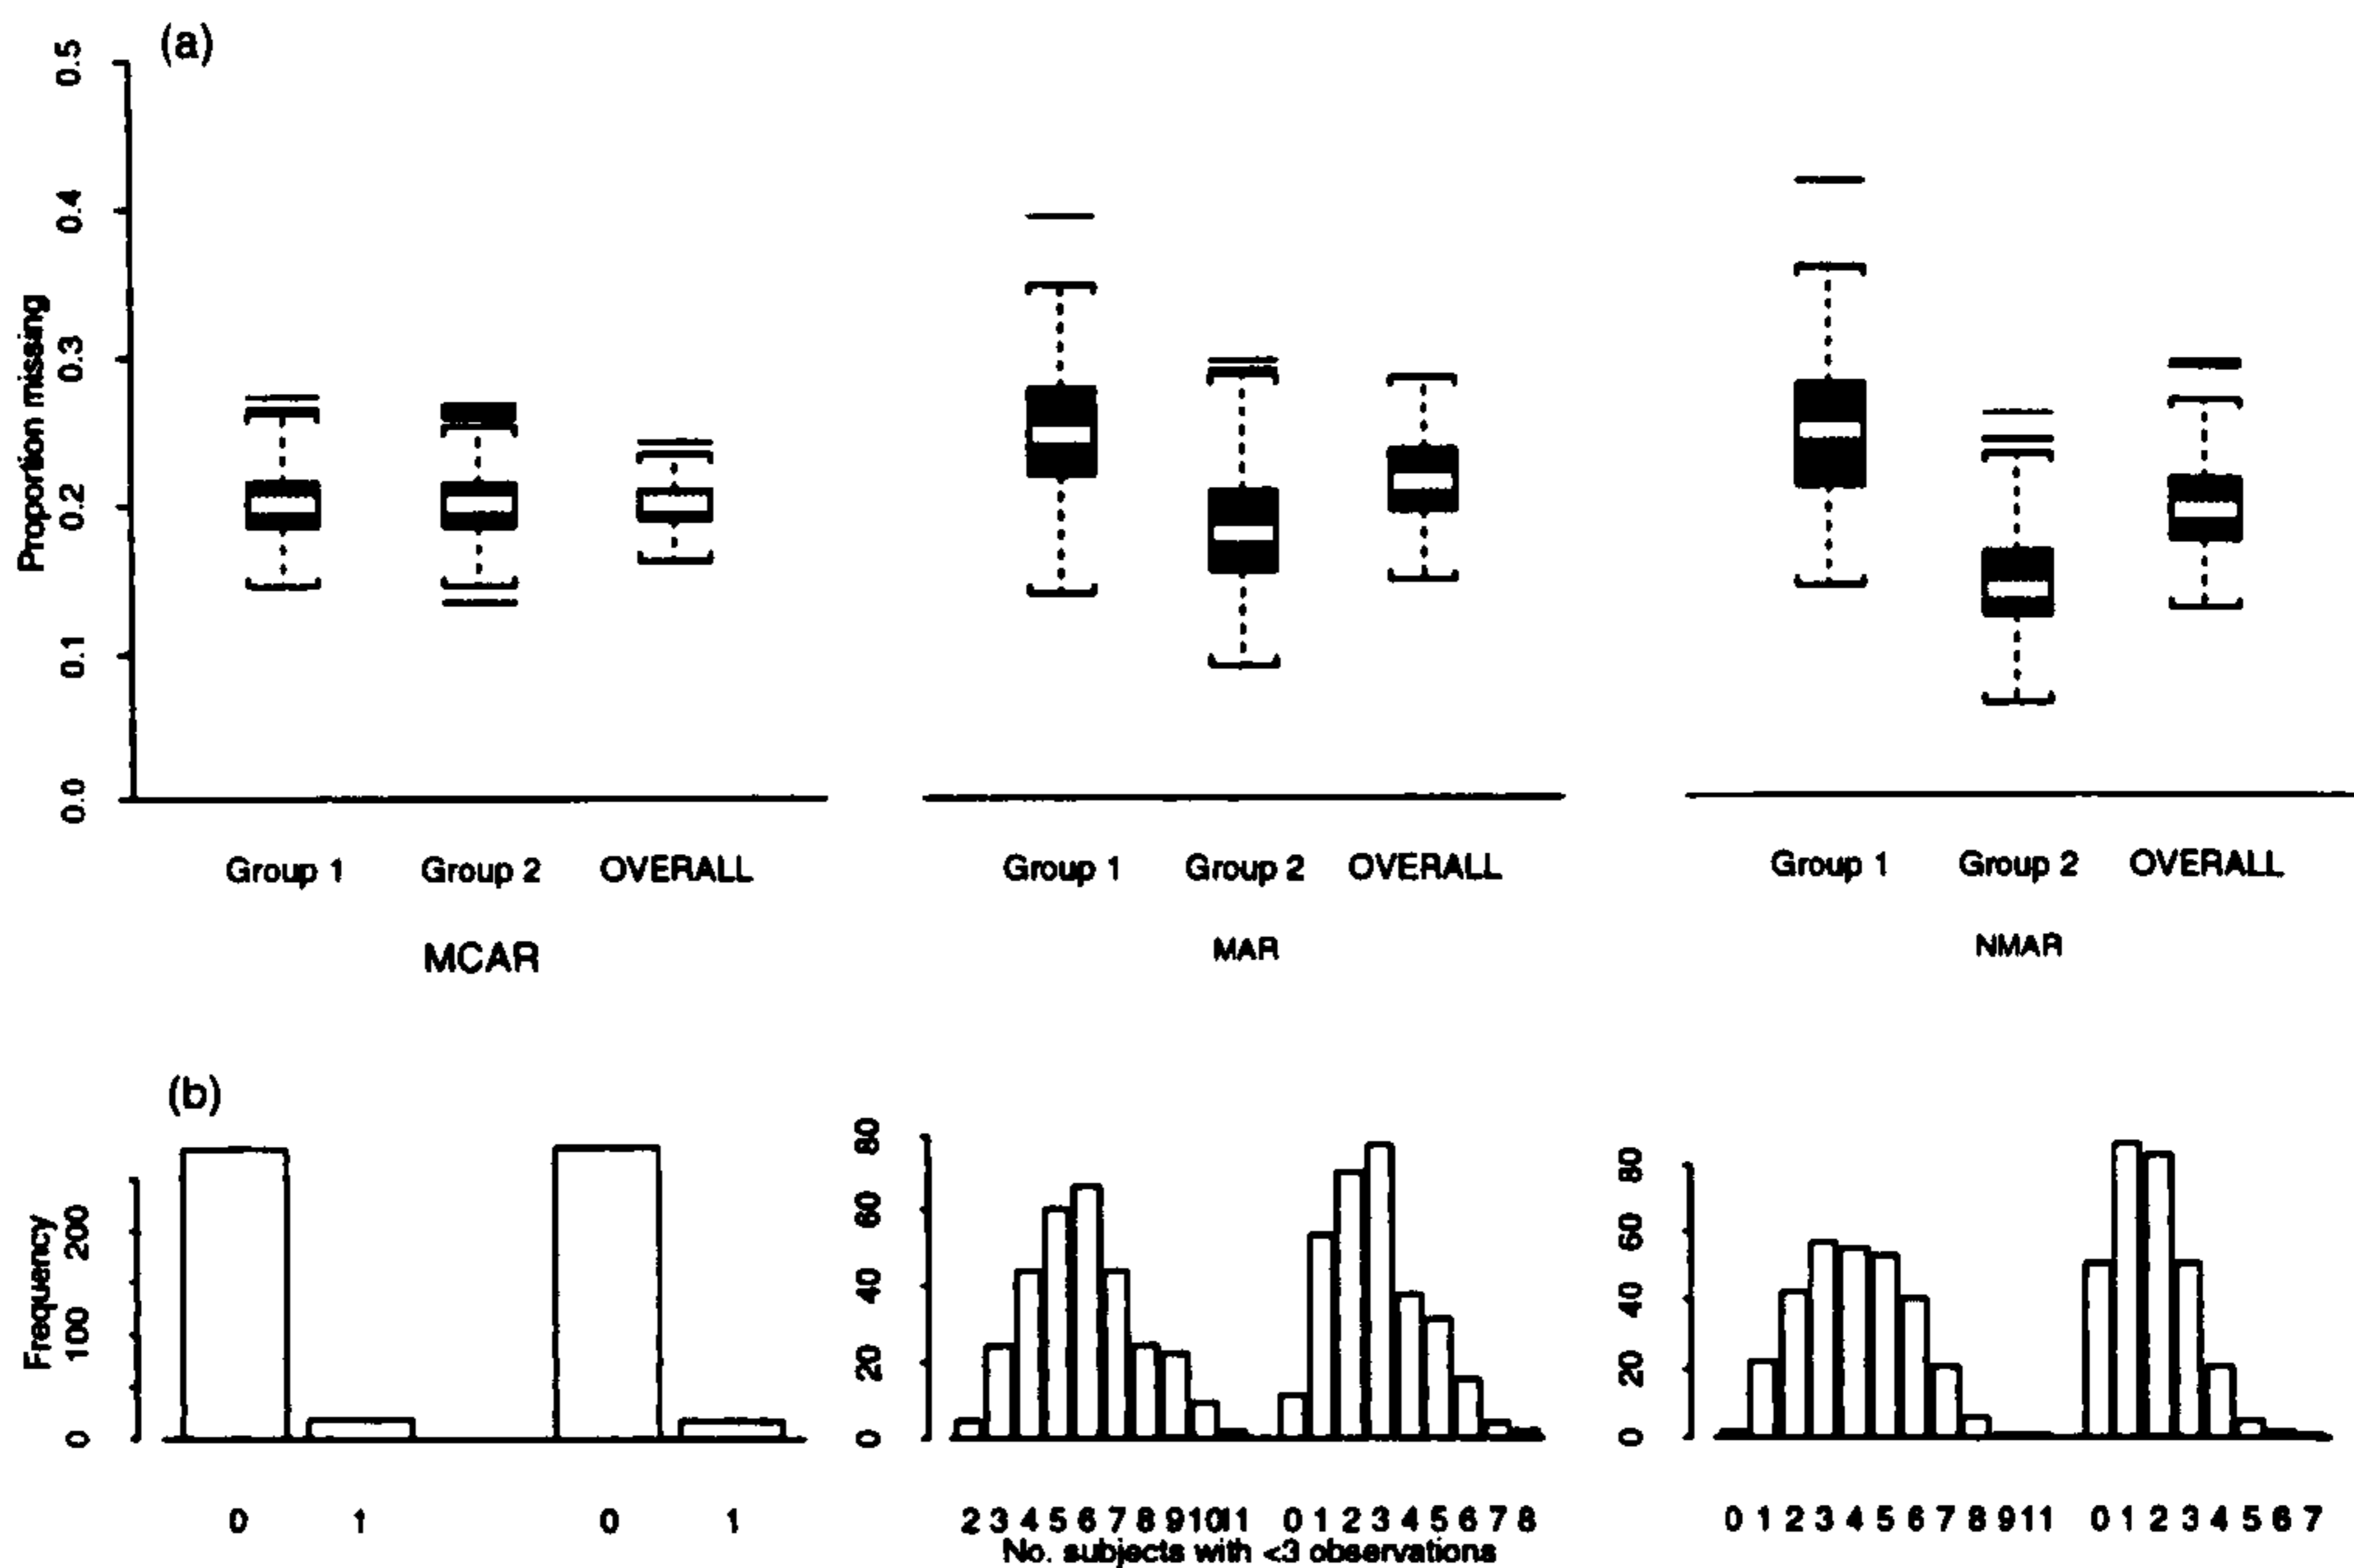 (a)
0.5
0.4
0.3
0.2
0.1
0.0
Proportion missing
Group 1 Group 2 OVERALL
Group 1 Group 2 OVERALL
Group 1 Group 2 OVERALL
MCAR
MAR
NMAR
(b)
Frequency
200
100
0
80
60
40
20
0
80
60
40
20
0
0 1 0 1
2 3 4 5 6 7 8 9 10 11 0 1 2 3 4 5 6 7 8
0 1 2 3 4 5 6 7 8 9 11 0 1 2 3 4 5 6 7
No. subjects with <3 observations